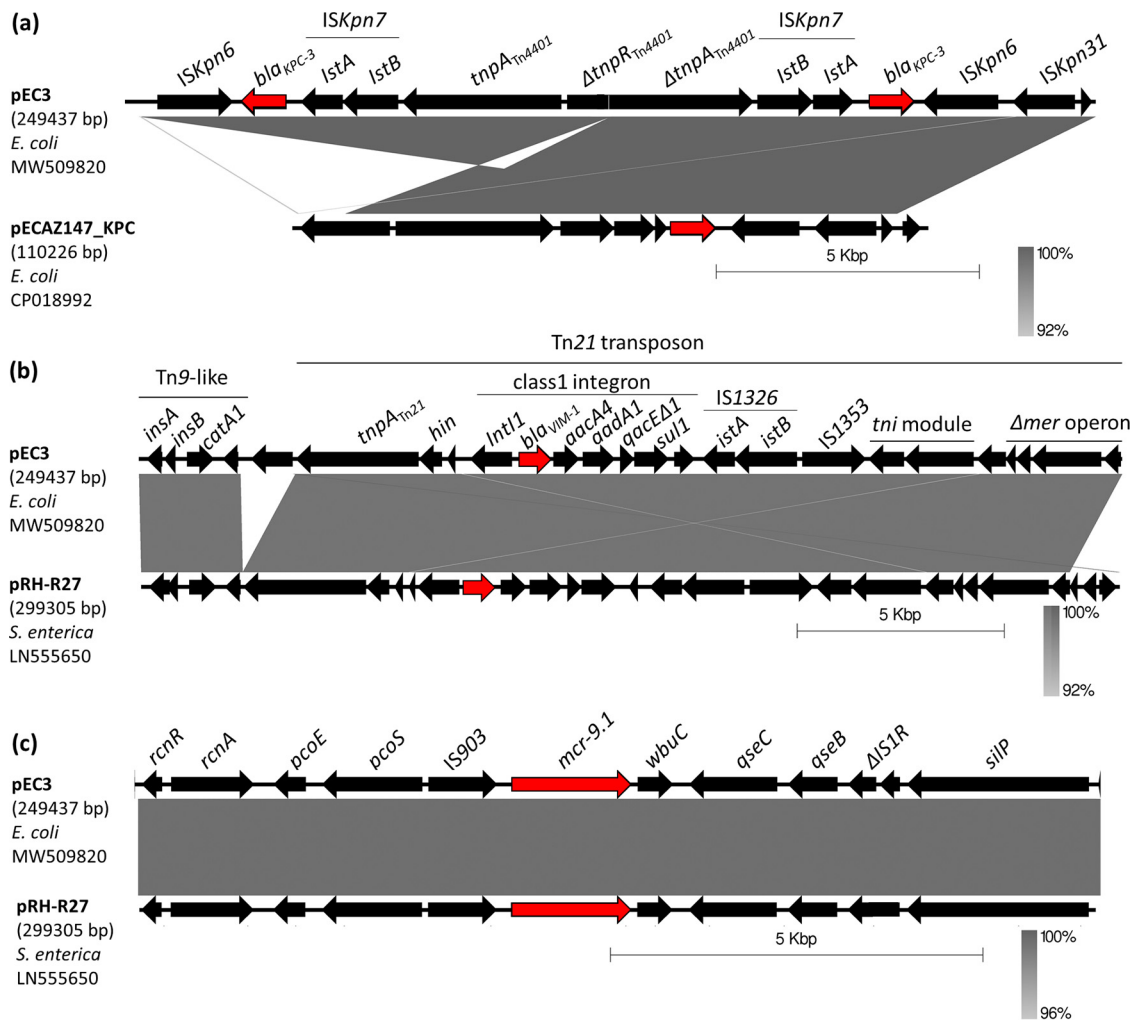 (a)
ISKpn7
ISKpn7
ISKpn6
blaKPC-3
IstA
IstB
tnpATn4401
ΔtnpRTn4401
ΔtnpATn4401
IstB
IstA
blaKPC-3
ISKpn6
ISKpn31
pEC3
(249437 bp)
E. coli
MW509820
pECAZ147_KPC
(110226 bp)
E. coli
CP018992
5 Kbp
100%
92%
Tn21 transposon
(b)
Tn9-like
class1 integron
IS1326
insA
insB
catA1
tnpATn21
hin
IntI1
blaVIM-1
aacA4
aadA1
qacEΔ1
sul1
istA
istB
IS1353
tni module
Δmer operon
pEC3
(249437 bp)
E. coli
MW509820
pRH-R27
(299305 bp)
S. enterica
LN555650
5 Kbp
100%
92%
(c)
rcnR
rcnA
pcoE
pcoS
IS903
mcr-9.1
wbuC
qseC
qseB
ΔIS1R
silP
pEC3
(249437 bp)
E. coli
MW509820
pRH-R27
(299305 bp)
S. enterica
LN555650
5 Kbp
100%
96%